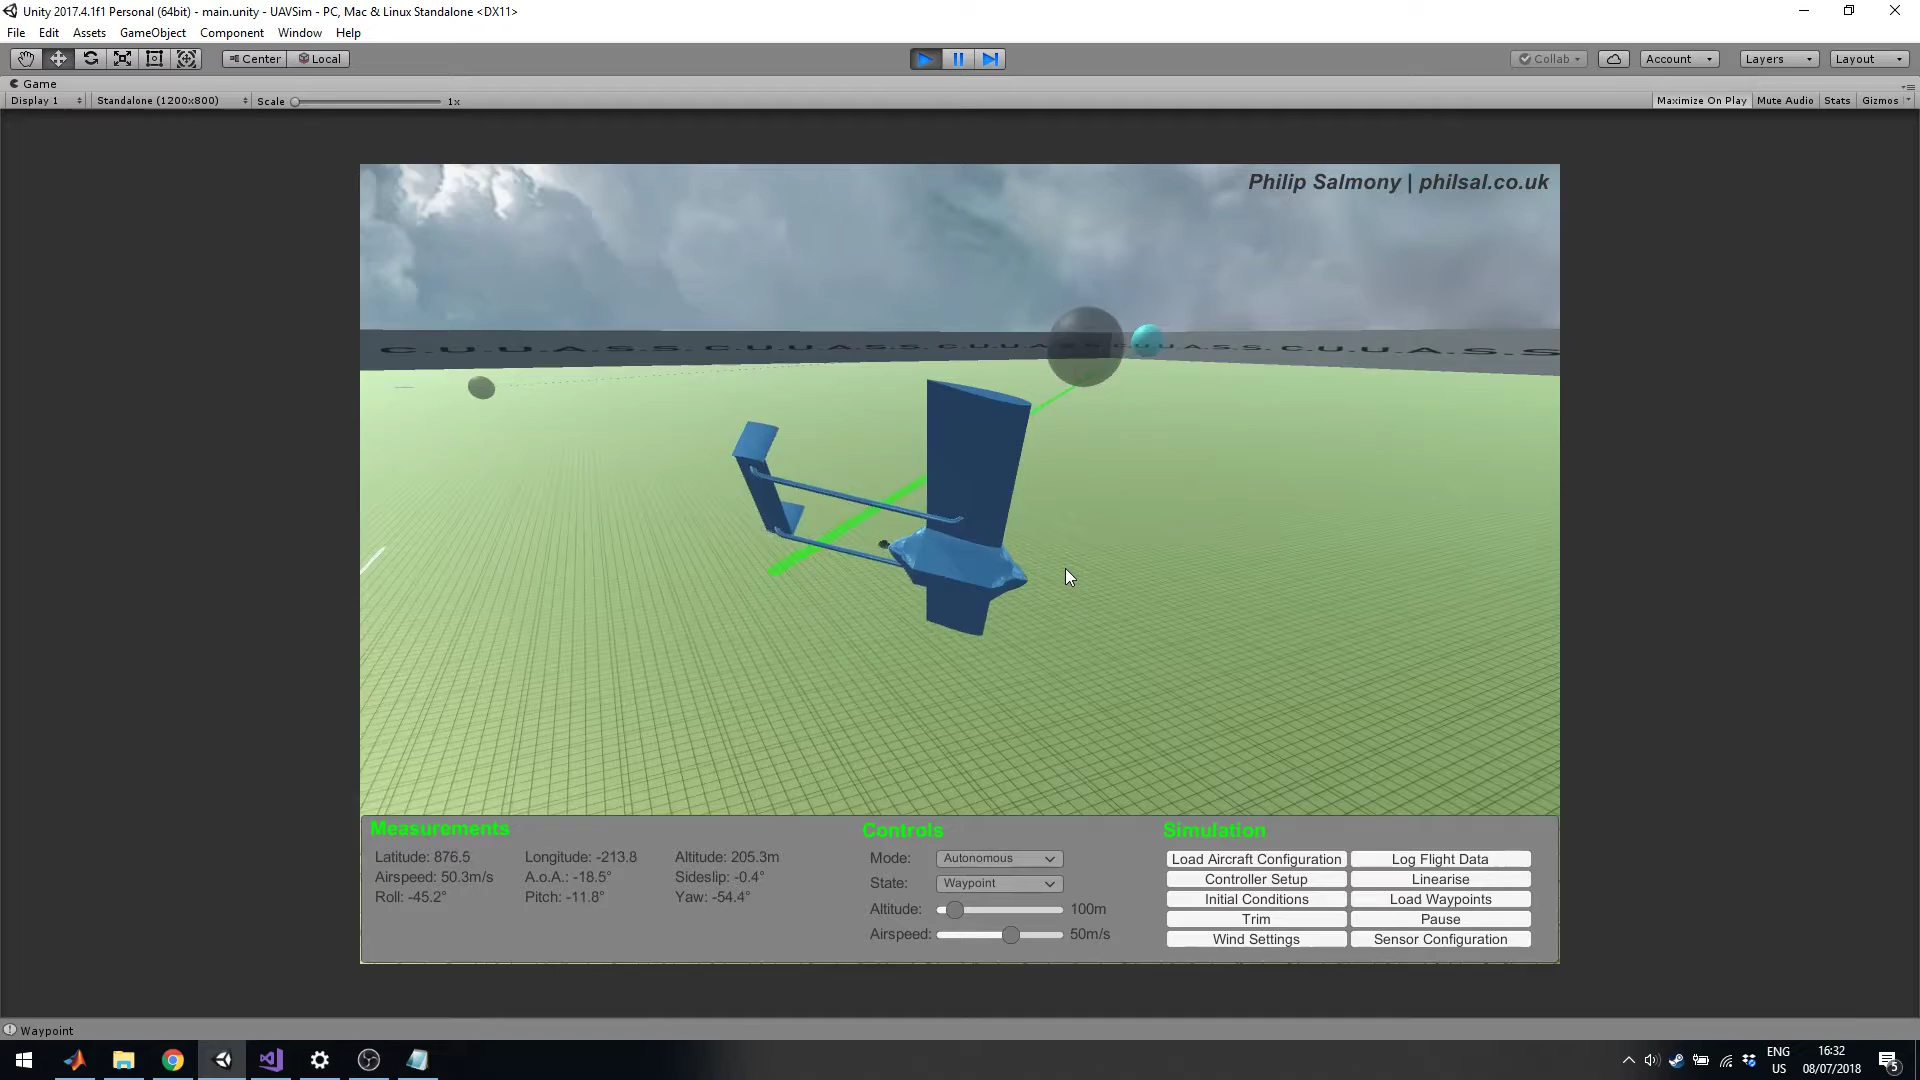 Unity 2017.4.1f1 Personal (64bit) - main.unity - UAVSim - PC, Mac & Linux Standalone <DX11>
File Edit Assets GameObject Component Window Help
Center Local Collab Account Layers Layout
Game
Display 1 Standalone (1200x800) Scale 1x Maximize On Play Mute Audio Stats Gizmos
Philip Salmony | philsal.co.uk
C.U.U.A.S.S. C.U.U.A.S.S. C.U.U.A.S.S. C.U.U.A.S.S
Measurements Controls Simulation
Latitude: 876.5 Longitude: -213.8 Altitude: 205.3m Mode: Autonomous Load Aircraft Configuration Log Flight Data
Airspeed: 50.3m/s A.o.A.: -18.5° Sideslip: -0.4° State: Waypoint Controller Setup Linearise
Roll: -45.2° Pitch: -11.8° Yaw: -54.4° Altitude: 100m Initial Conditions Load Waypoints
Trim Pause
Airspeed: 50m/s Wind Settings Sensor Configuration
Waypoint
ENG 16:32
US 08/07/2018 5